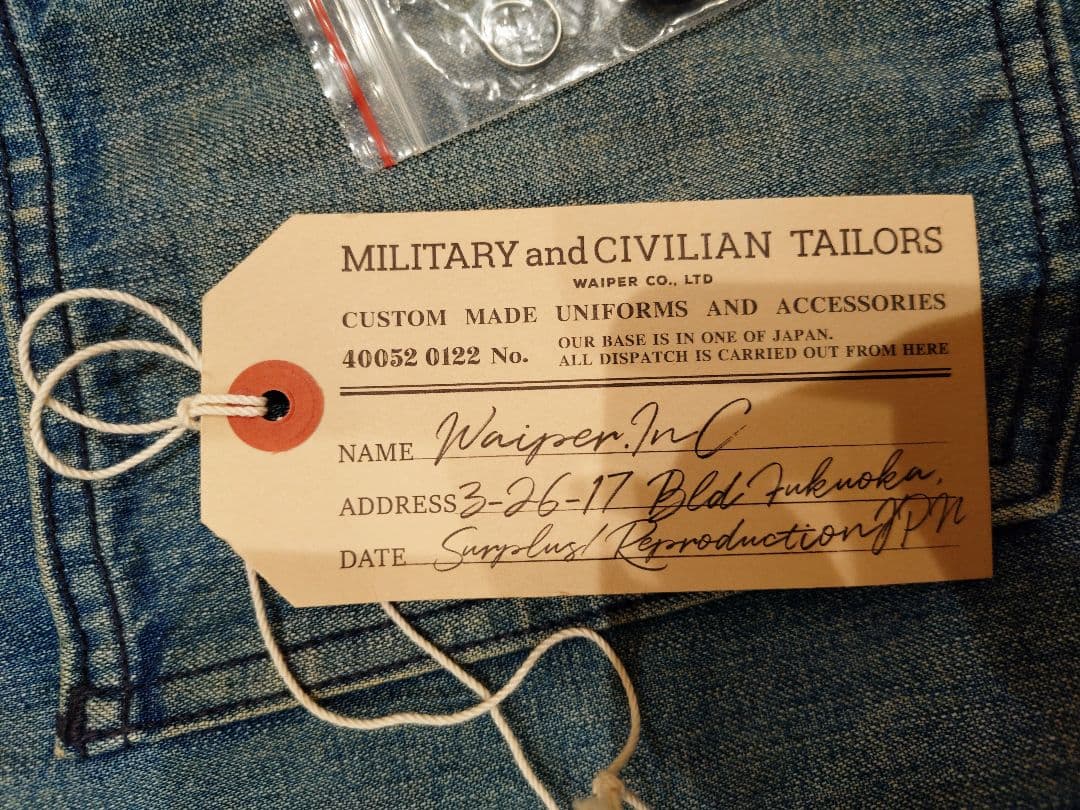 MILITARY and CIVILIAN TAILORS
WAIPER CO., LTD
CUSTOM MADE UNIFORMS AND ACCESSORIES
40052 0122 No.
OUR BASE IS IN ONE OF JAPAN.
ALL DISPATCH IS CARRIED OUT FROM HERE
NAME Waiper.InC
ADDRESS 3-26-17 Bld Fukuoka,
DATE Surplus/ReproductionJPN